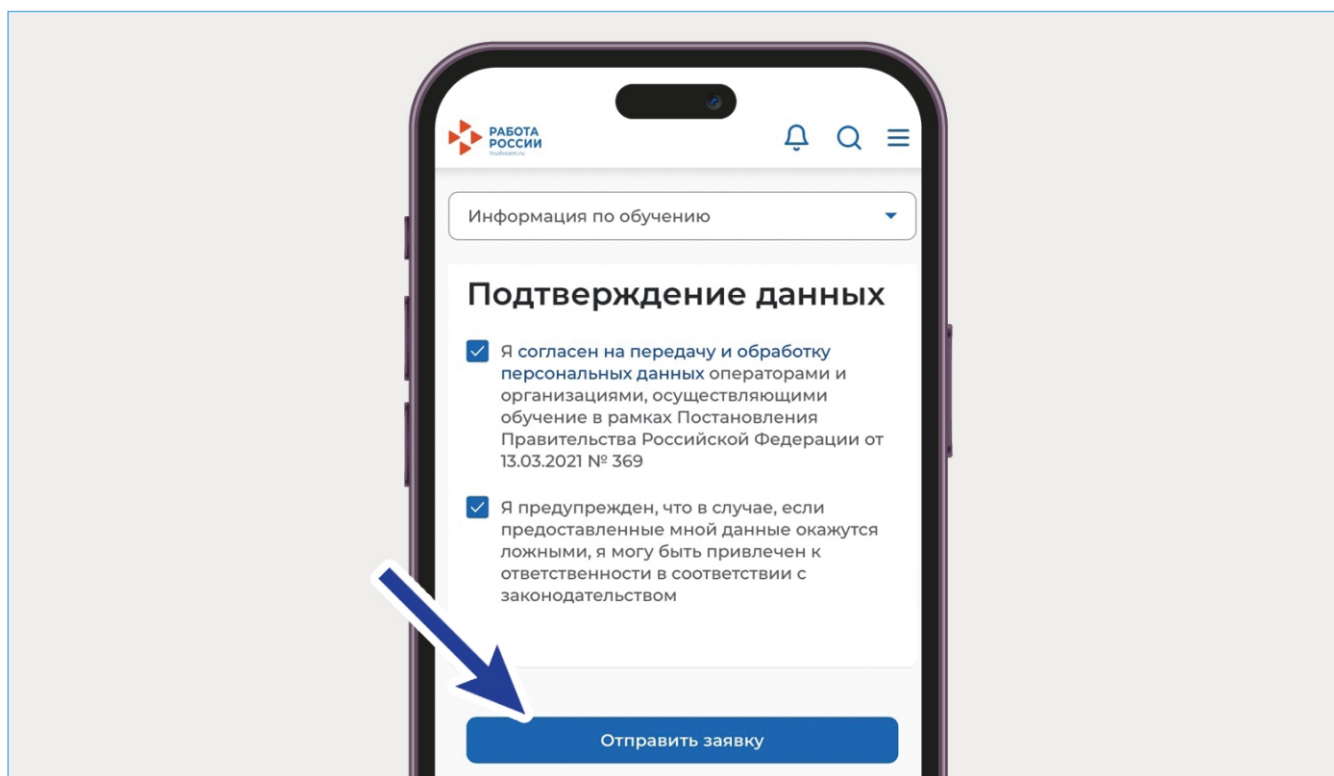 РАБОТА
РОССИИ
trudvsem.ru
Информация по обучению
Подтверждение данных
Я согласен на передачу и обработку
персональных данных операторами и
организациями, осуществляющими
обучение в рамках Постановления
Правительства Российской Федерации от
13.03.2021 № 369
Я предупрежден, что в случае, если
предоставленные мной данные окажутся
ложными, я могу быть привлечен к
ответственности в соответствии с
законодательством
Отправить заявку